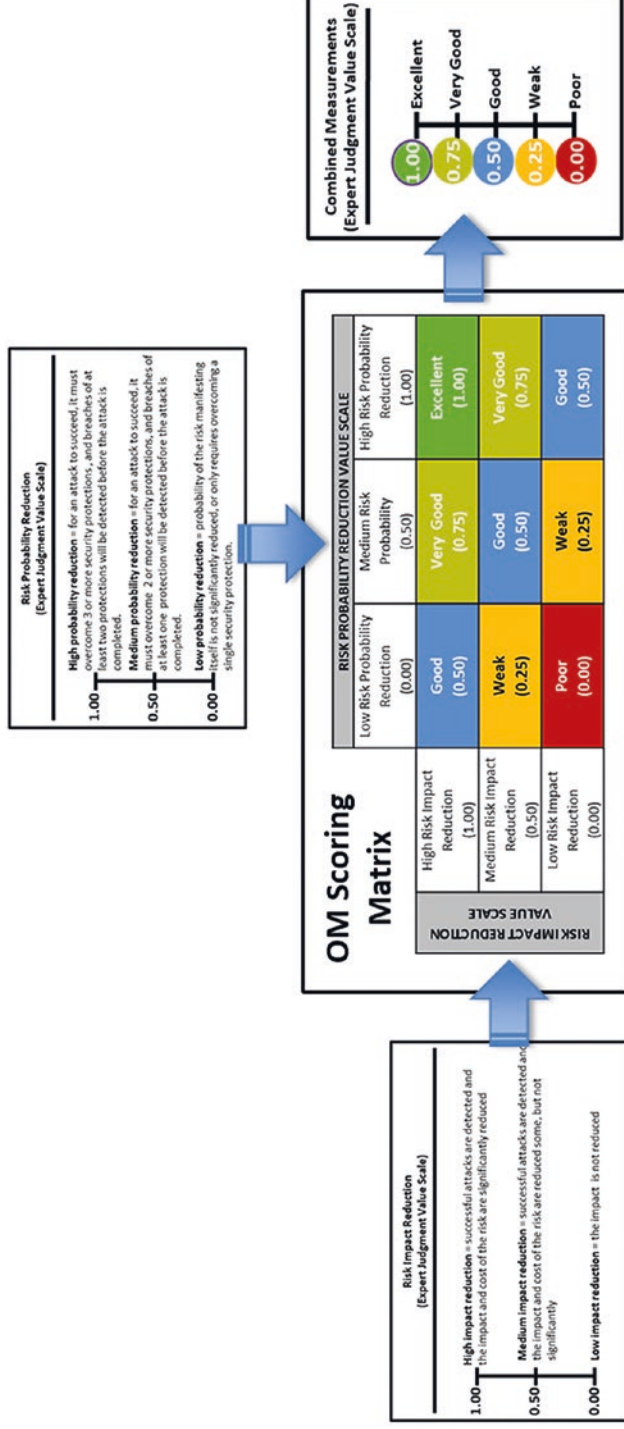 Risk Impact Reduction
(Expert Judgment Value Scale)
1.00
High impact reduction = successful attacks are detected and
the impact and cost of the risk are significantly reduced
0.50
Medium impact reduction = successful attacks are detected and
the impact and cost of the risk are reduced some, but not
significantly
0.00
Low impact reduction = the impact is not reduced
Risk Probability Reduction
(Expert Judgment Value Scale)
1.00
High probability reduction = for an attack to succeed, it must
overcome 3 or more security protections, and breaches of at
least two protections will be detected before the attack is
completed.
0.50
Medium probability reduction = for an attack to succeed, it
must overcome 2 or more security protections, and breaches of
at least one protection will be detected before the attack is
completed.
0.00
Low probability reduction = probability of the risk manifesting
itself is not significantly reduced, or only requires overcoming a
single security protection.
OM Scoring
Matrix
RISK PROBABILITY REDUCTION VALUE SCALE
Low Risk Probability
Reduction
(0.00)
Medium Risk
Probability
(0.50)
High Risk Probability
Reduction
(1.00)
RISK IMPACT REDUCTION
VALUE SCALE
High Risk Impact
Reduction
(1.00)
Good
(0.50)
Very Good
(0.75)
Excellent
(1.00)
Medium Risk Impact
Reduction
(0.50)
Weak
(0.25)
Good
(0.50)
Very Good
(0.75)
Low Risk Impact
Reduction
(0.00)
Poor
(0.00)
Weak
(0.25)
Good
(0.50)
Combined Measurements
(Expert Judgment Value Scale)
1.00 Excellent
0.75 Very Good
0.50 Good
0.25 Weak
0.00 Poor